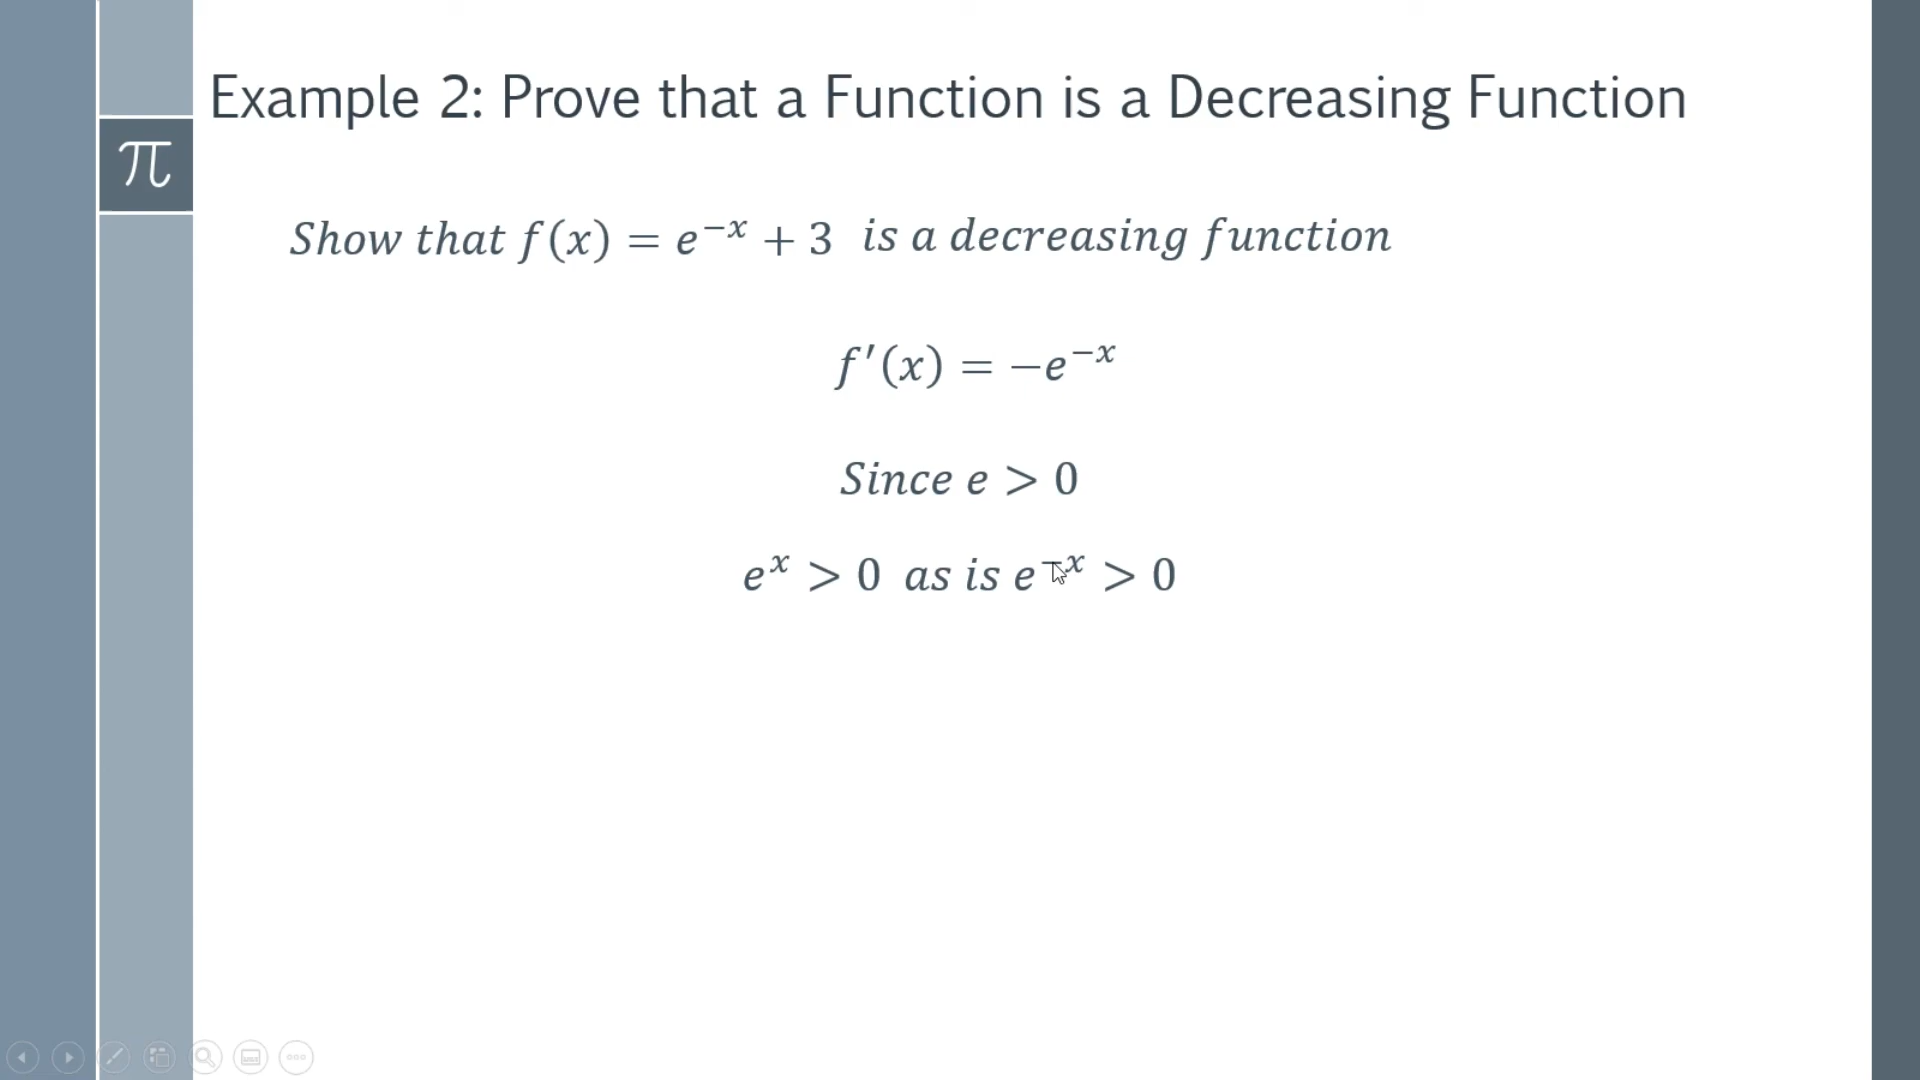 Example 2: Prove that a Function is a Decreasing Function
π
Show that f(x) = e⁻ˣ + 3 is a decreasing function
f′(x) = −e⁻ˣ
Since e > 0
eˣ > 0 as is e⁻ˣ > 0